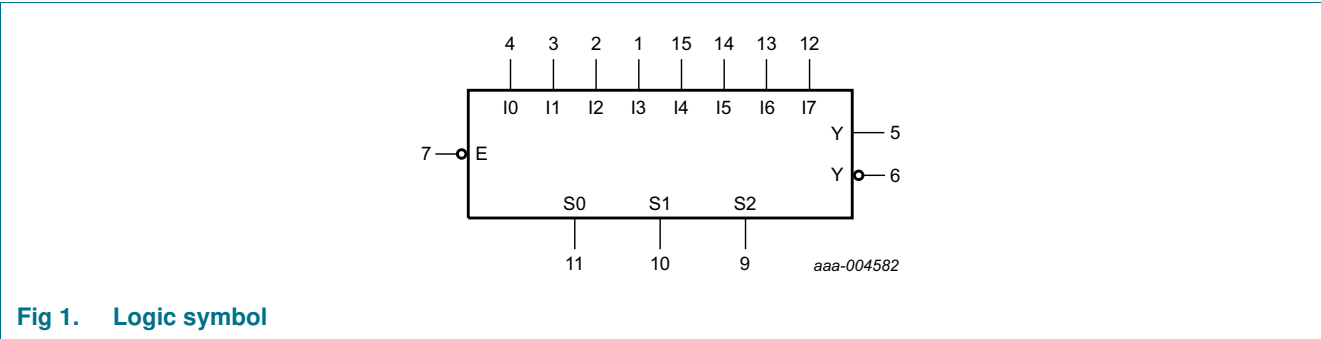 4 3 2 1 15 14 13 12
I0 I1 I2 I3 I4 I5 I6 I7
Y 5
7 E
Y 6
S0 S1 S2
11 10 9
aaa-004582
Fig 1. Logic symbol